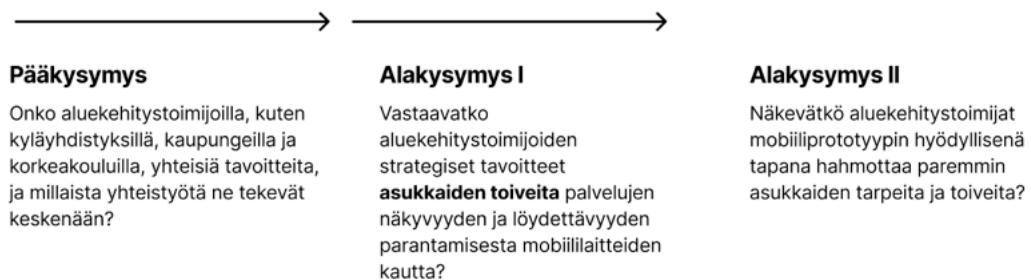 Pääkysymys
Onko aluekehitystoimijoilla, kuten
kyläyhdistyksillä, kaupungeilla ja
korkeakouluilla, yhteisiä tavoitteita,
ja millaista yhteistyötä ne tekevät
keskenään?
Alakysymys I
Vastaavatko
aluekehitystoimijoiden
strategiset tavoitteet
asukkaiden toiveita palvelujen
näkyvyyden ja löydettävyyden
parantamisesta mobiililaitteiden
kautta?
Alakysymys II
Näkevätkö aluekehitystoimijat
mobiiliprototyypin hyödyllisenä
tapana hahmottaa paremmin
asukkaiden tarpeita ja toiveita?